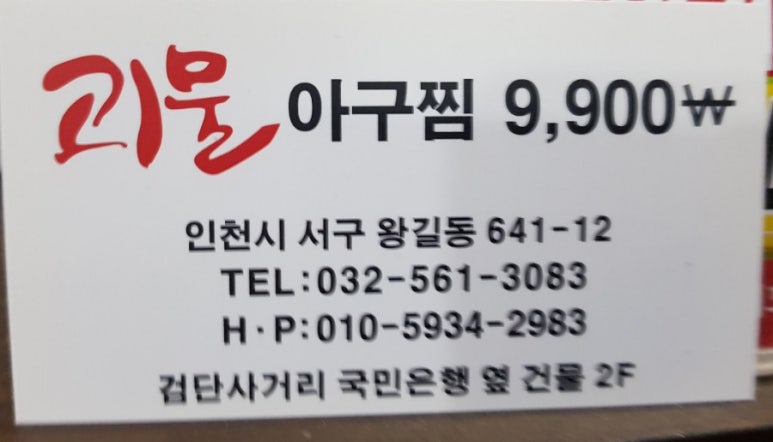 괴물 아구찜 9,900₩
인천시 서구 왕길동 641-12
TEL:032-561-3083
H·P:010-5934-2983
검단사거리 국민은행 옆 건물 2F